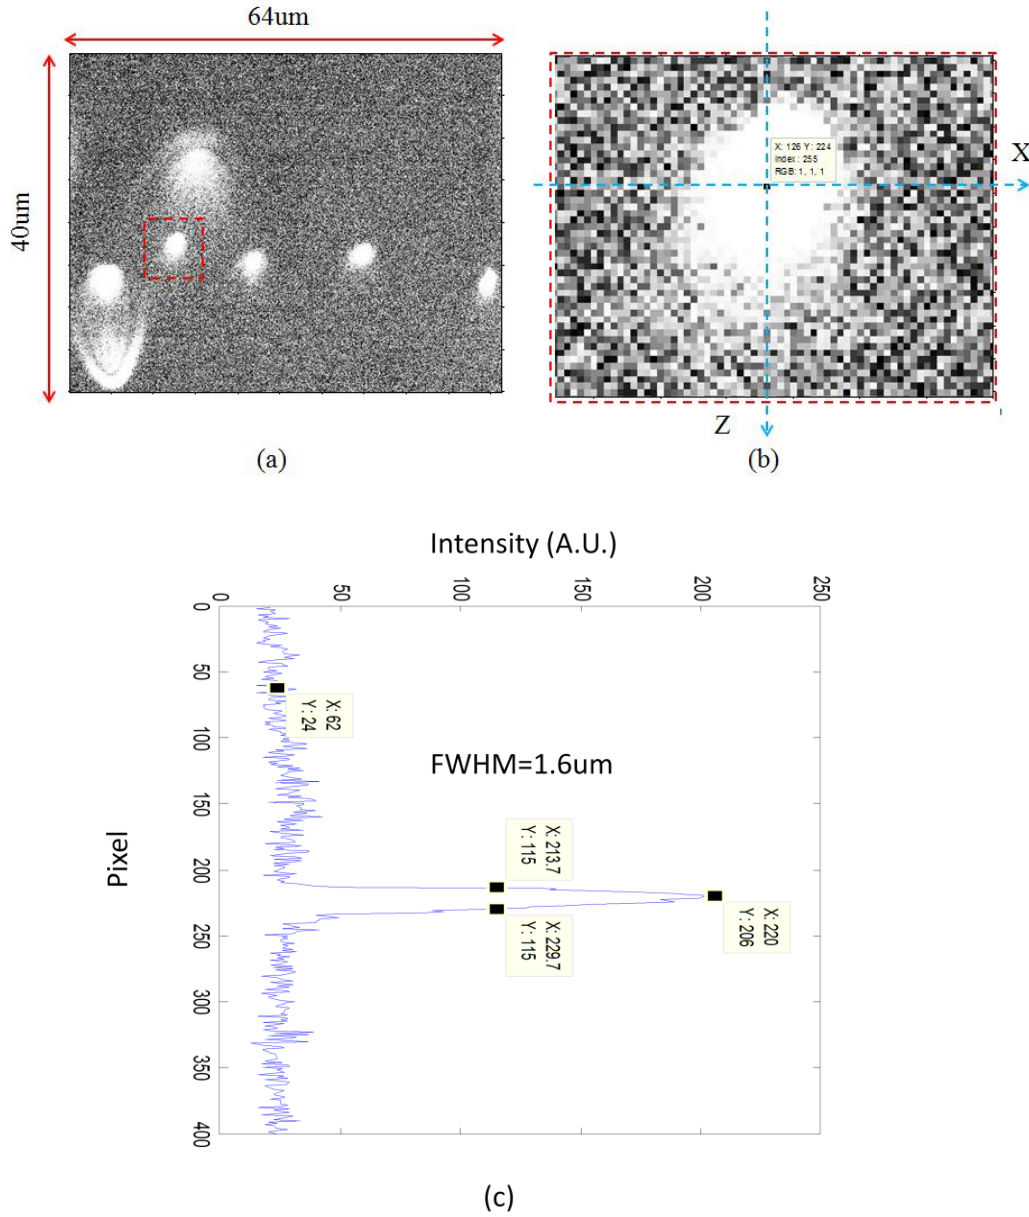 64um
40um
X: 126 Y: 224
Index: 255
RGB: 1, 1, 1
X
Z
(a)
(b)
Intensity (A.U.)
0
50
100
150
200
250
0
50
100
150
200
250
300
350
400
X: 62
Y: 24
FWHM=1.6um
X: 213.7
Y: 115
X: 220
Y: 206
X: 229.7
Y: 115
Pixel
(c)